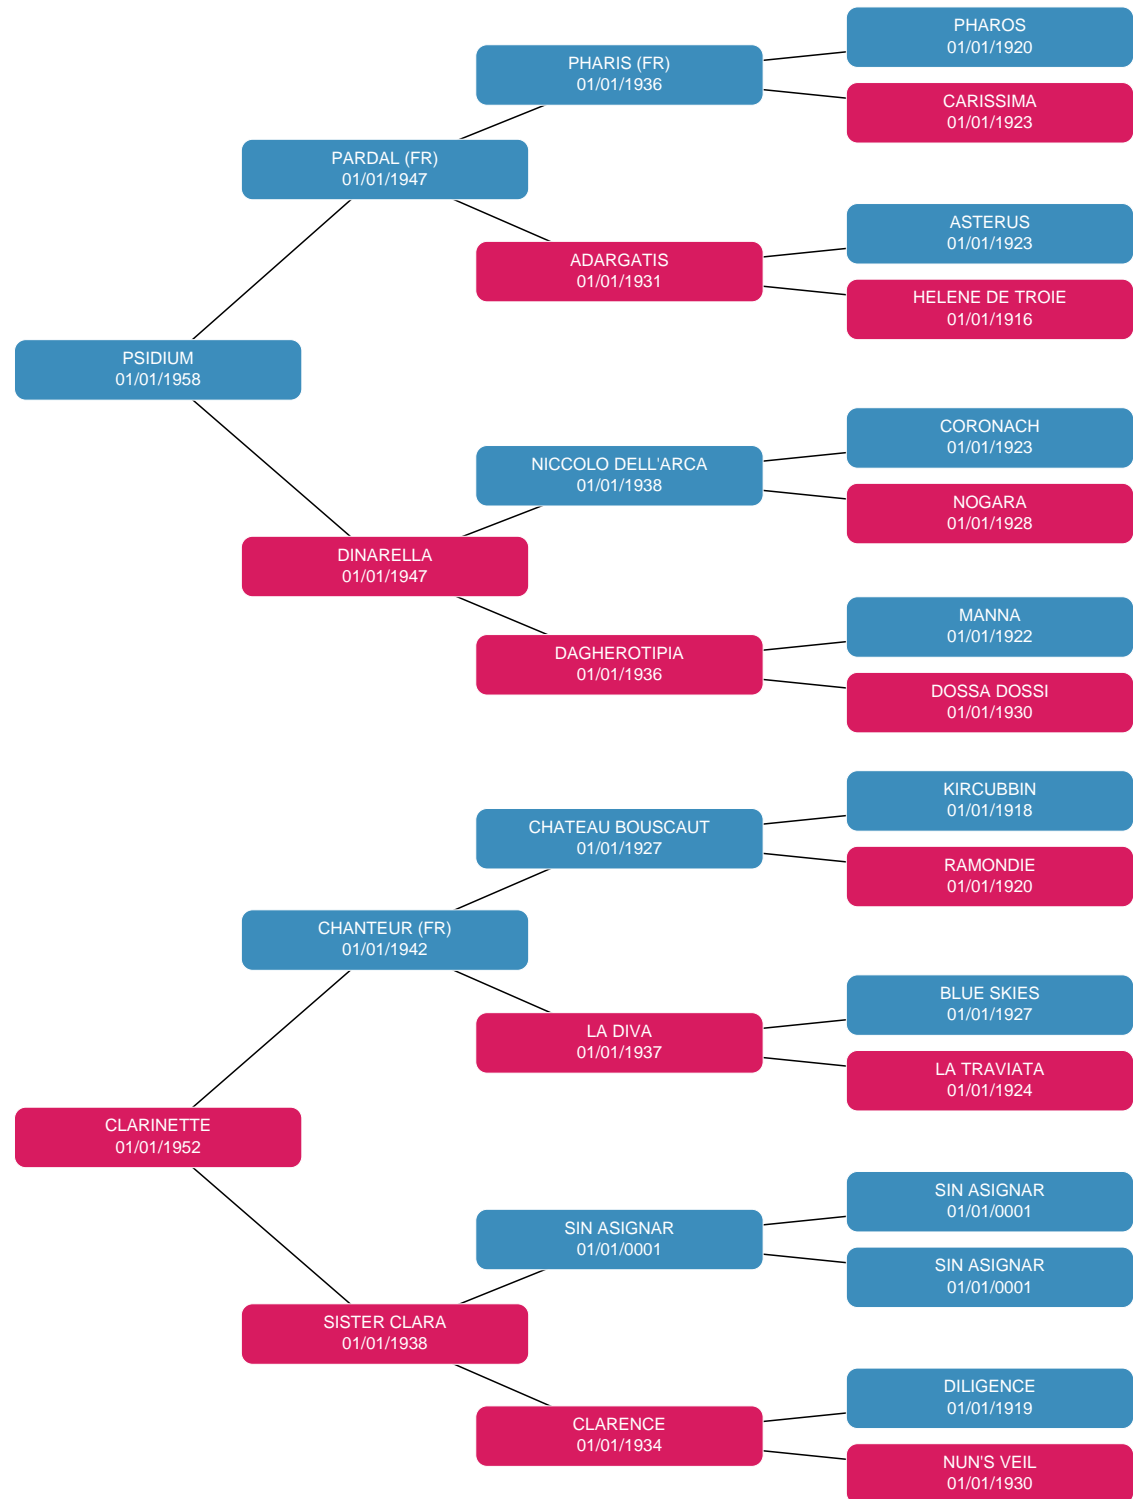 PHAROS
01/01/1920
PHARIS (FR)
01/01/1936
CARISSIMA
01/01/1923
PARDAL (FR)
01/01/1947
ASTERUS
01/01/1923
ADARGATIS
01/01/1931
HELENE DE TROIE
01/01/1916
PSIDIUM
01/01/1958
CORONACH
01/01/1923
NICCOLO DELL'ARCA
01/01/1938
NOGARA
01/01/1928
DINARELLA
01/01/1947
MANNA
01/01/1922
DAGHEROTIPIA
01/01/1936
DOSSA DOSSI
01/01/1930
KIRCUBBIN
01/01/1918
CHATEAU BOUSCAUT
01/01/1927
RAMONDIE
01/01/1920
CHANTEUR (FR)
01/01/1942
BLUE SKIES
01/01/1927
LA DIVA
01/01/1937
LA TRAVIATA
01/01/1924
CLARINETTE
01/01/1952
SIN ASIGNAR
01/01/0001
SIN ASIGNAR
01/01/0001
SIN ASIGNAR
01/01/0001
SISTER CLARA
01/01/1938
DILIGENCE
01/01/1919
CLARENCE
01/01/1934
NUN'S VEIL
01/01/1930